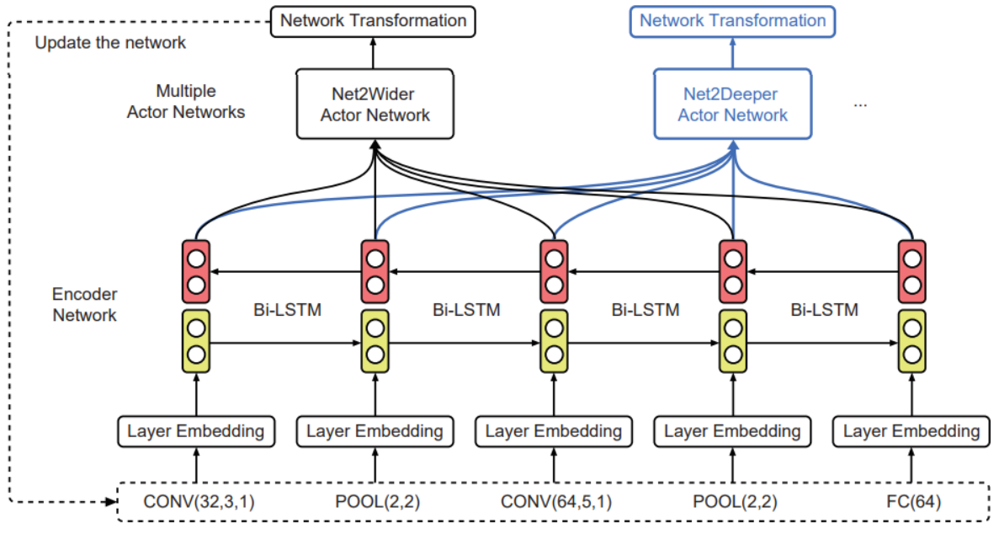 Network Transformation
Network Transformation
Update the network
Multiple
Actor Networks
Net2Wider
Actor Network
Net2Deeper
Actor Network
...
Encoder
Network
Bi-LSTM
Bi-LSTM
Bi-LSTM
Bi-LSTM
Layer Embedding
Layer Embedding
Layer Embedding
Layer Embedding
Layer Embedding
CONV(32,3,1)
POOL(2,2)
CONV(64,5,1)
POOL(2,2)
FC(64)